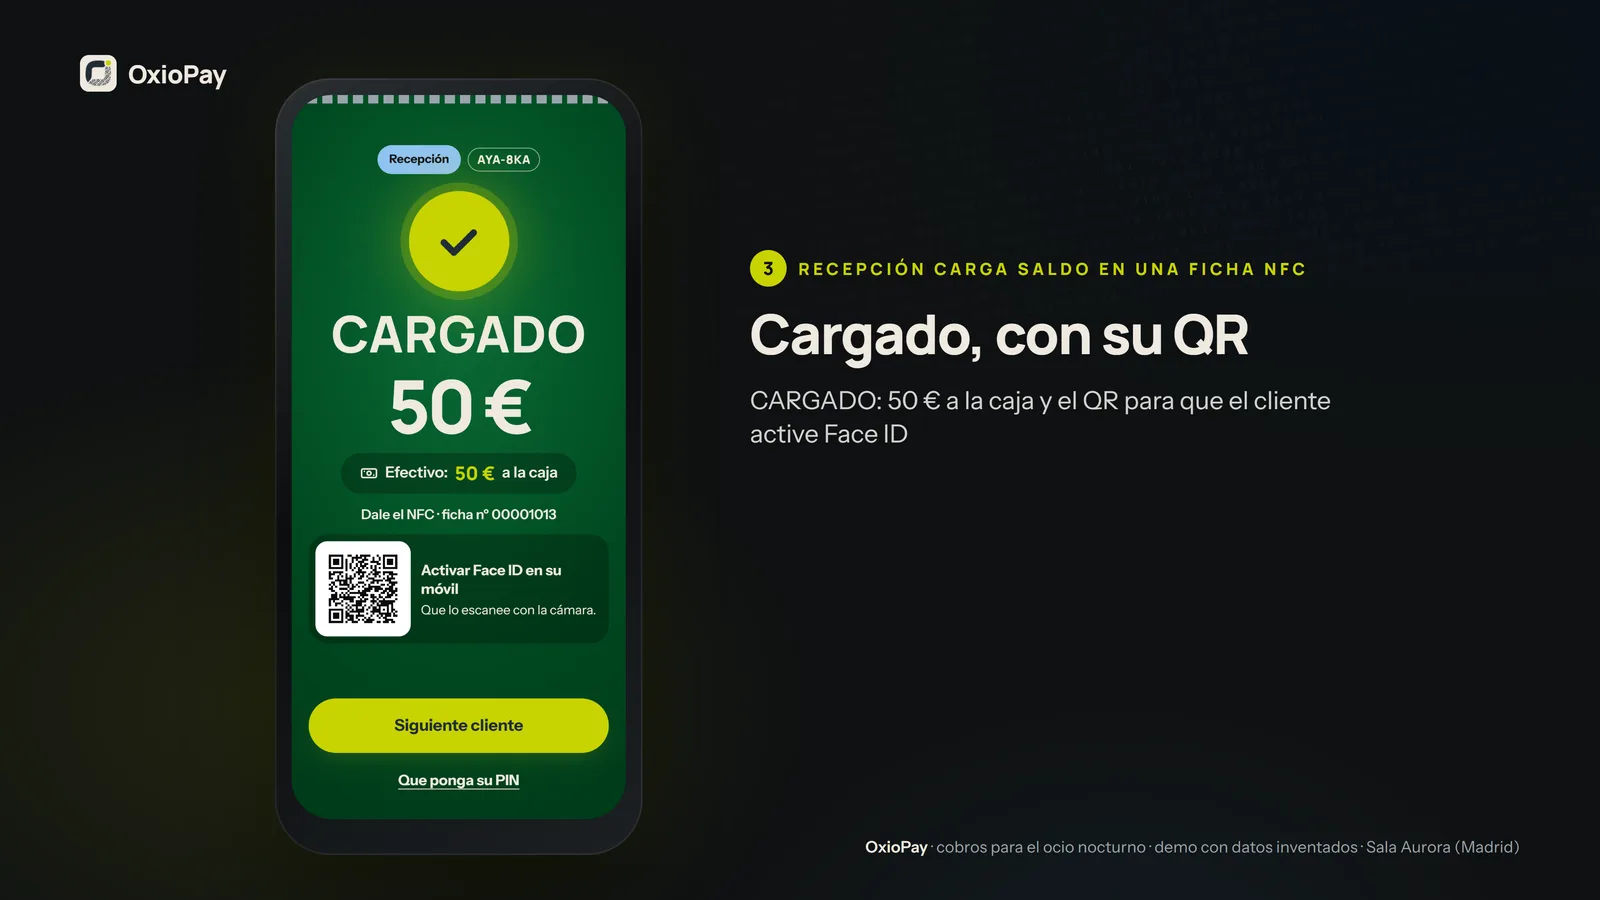 OxioPay
Recepción
AYA-8KA
CARGADO
50 €
Efectivo: 50 € a la caja
Dale el NFC · ficha nº 00001013
Activar Face ID en su
móvil
Que lo escanee con la cámara.
Siguiente cliente
Que ponga su PIN
3 RECEPCIÓN CARGA SALDO EN UNA FICHA NFC
Cargado, con su QR
CARGADO: 50 € a la caja y el QR para que el cliente
active Face ID
OxioPay · cobros para el ocio nocturno · demo con datos inventados · Sala Aurora (Madrid)